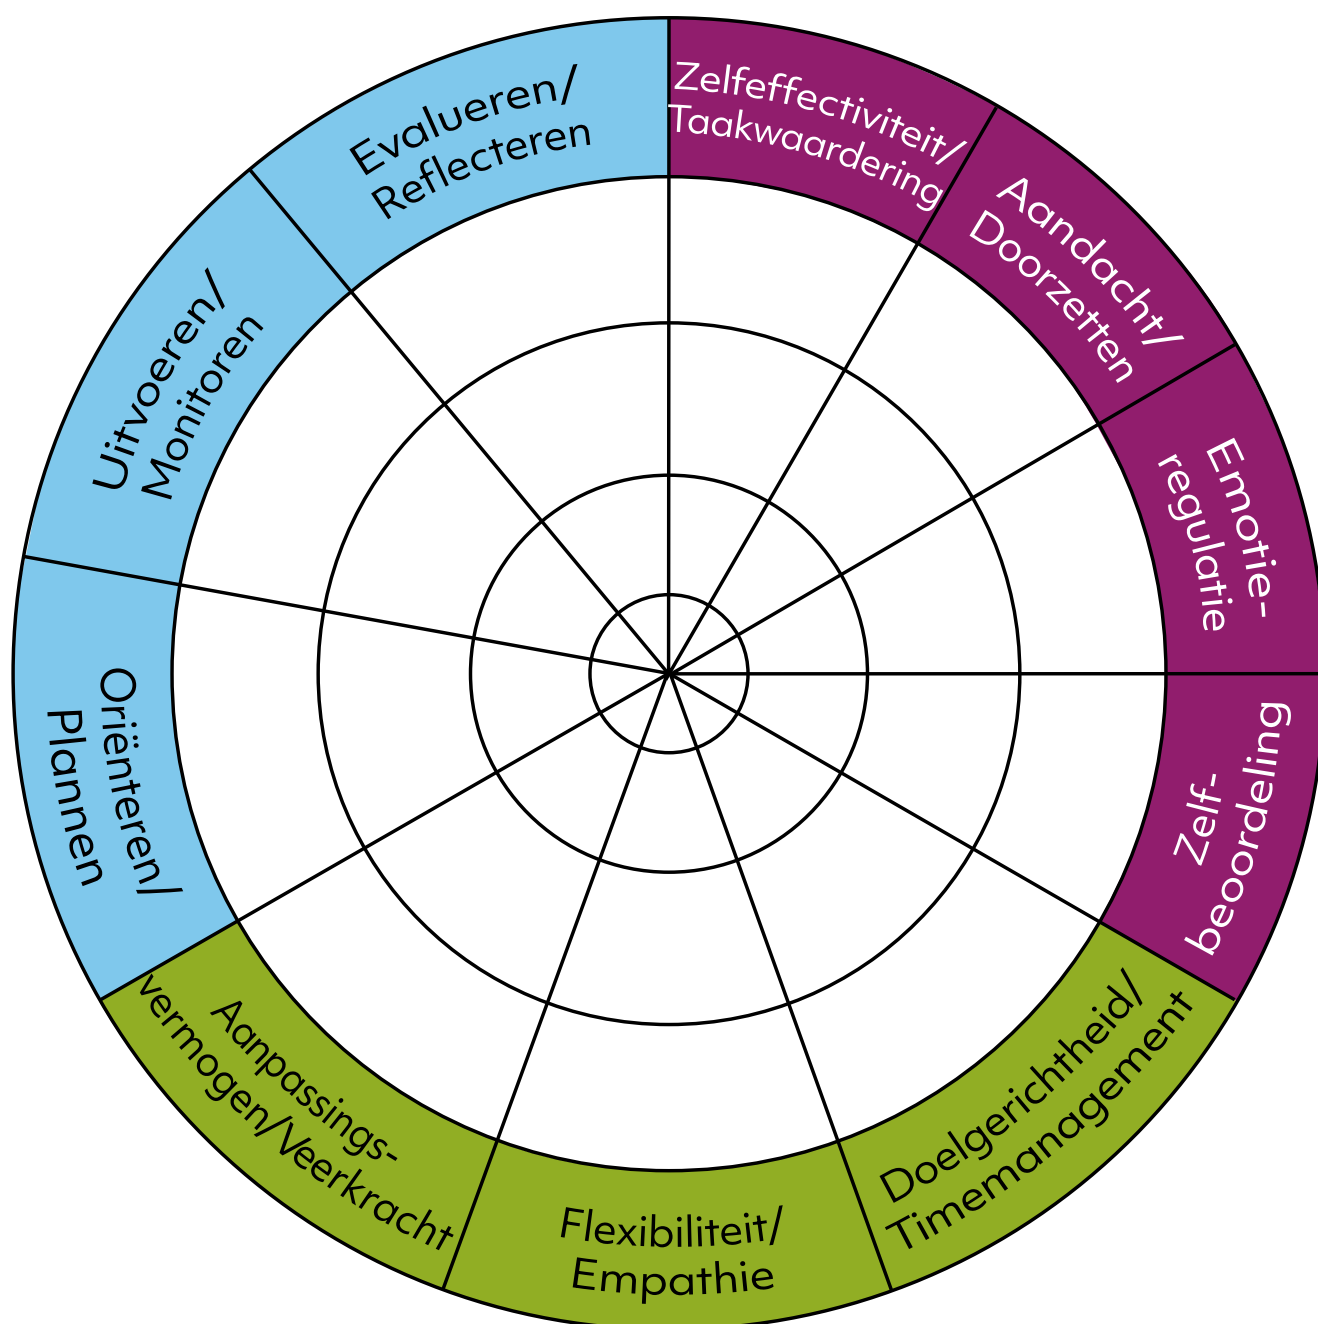 Zelfeffectiviteit/
Taakwaardering
Aandacht/
Doorzetten
Emotie-
regulatie
Zelf-
beoordeling
Doelgerichtheid/
Timemanagement
Flexibiliteit/
Empathie
Aanpassings-
vermogen/Veerkracht
Oriënteren/
Plannen
Uitvoeren/
Monitoren
Evalueren/
Reflecteren